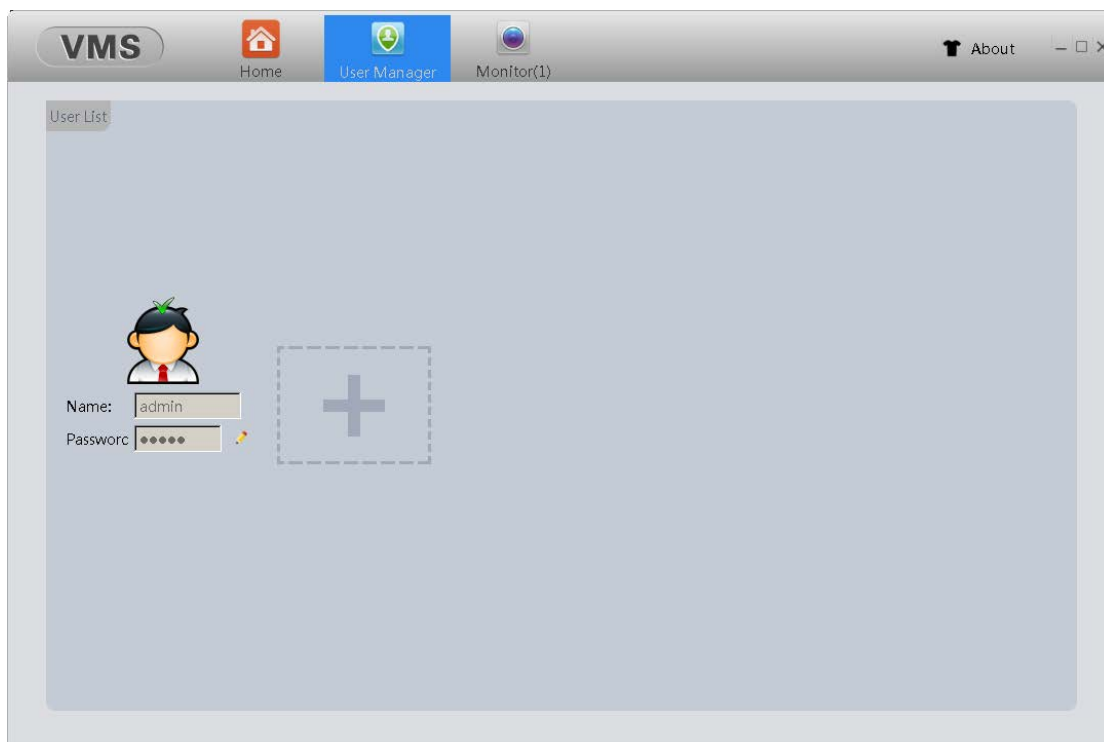 VMS
Home
User Manager
Monitor(1)
About
User List
Name: admin
Passworc •••••